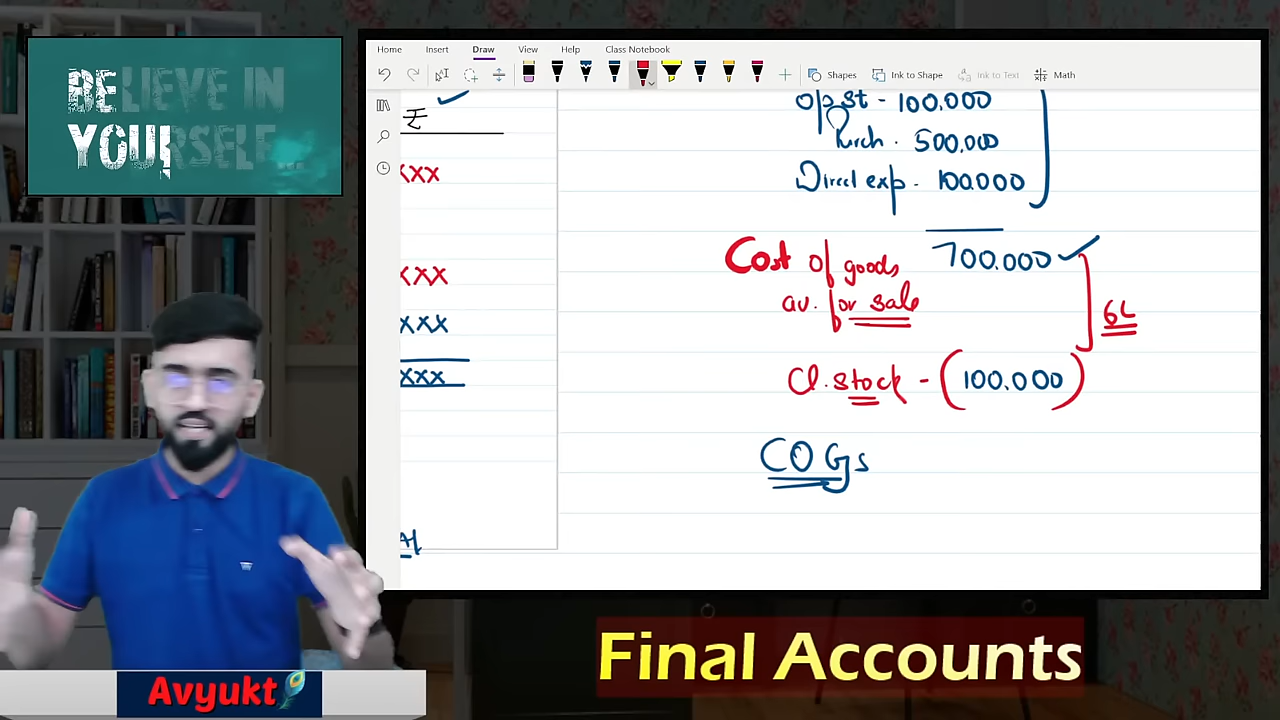 BELIEVE IN
YOURSELF...
Home Insert Draw View Help Class Notebook
Shapes Ink to Shape Ink to Text Math
₹
xxx
xxx
xxx
xxx
Op st - 100.000
Purch. 500.000
Direct exp. 100.000
700.000
Cost of goods
av. for sale
6L
Cl. stock - (100.000)
COGs
Final Accounts
Avyukt